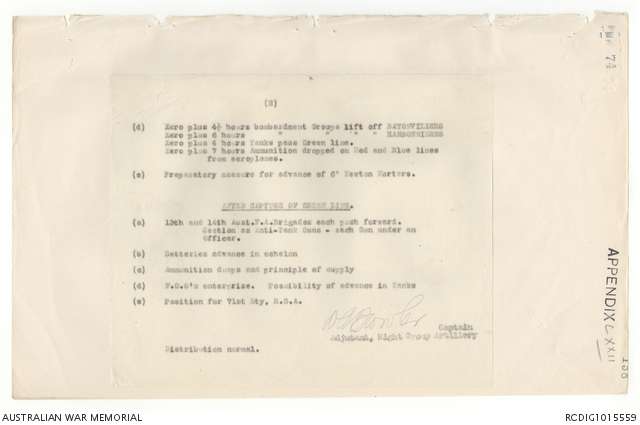 (2)
(d) Zero plus 4½ hours bombardment Groups lift off BAYONVILLERS
Zero plus 6 hours " " " " HARBONNIERES
Zero plus 6 hours Tanks pass Green line.
Zero plus 7 hours Ammunition dropped on Red and Blue lines
from aeroplanes.
(e) Preparatory measure for advance of 6" Newton Mortars.
AFTER CAPTURE OF GREEN LINE.
(a) 13th and 14th Aust.F.A.Brigades each push forward.
Section as Anti-Tank Guns - each Gun under an
Officer.
(b) Batteries advance in echelon
(c) Ammunition dumps and principle of supply
(d) enterprise. Possibility of advance in Tanks
(e) Position for 71st Bty, R.G.A.
Captain
Adjutant, Right Group Artillery
Distribution normal.
APPENDIX CXXII
135
AUSTRALIAN WAR MEMORIAL
RCDIG1015559